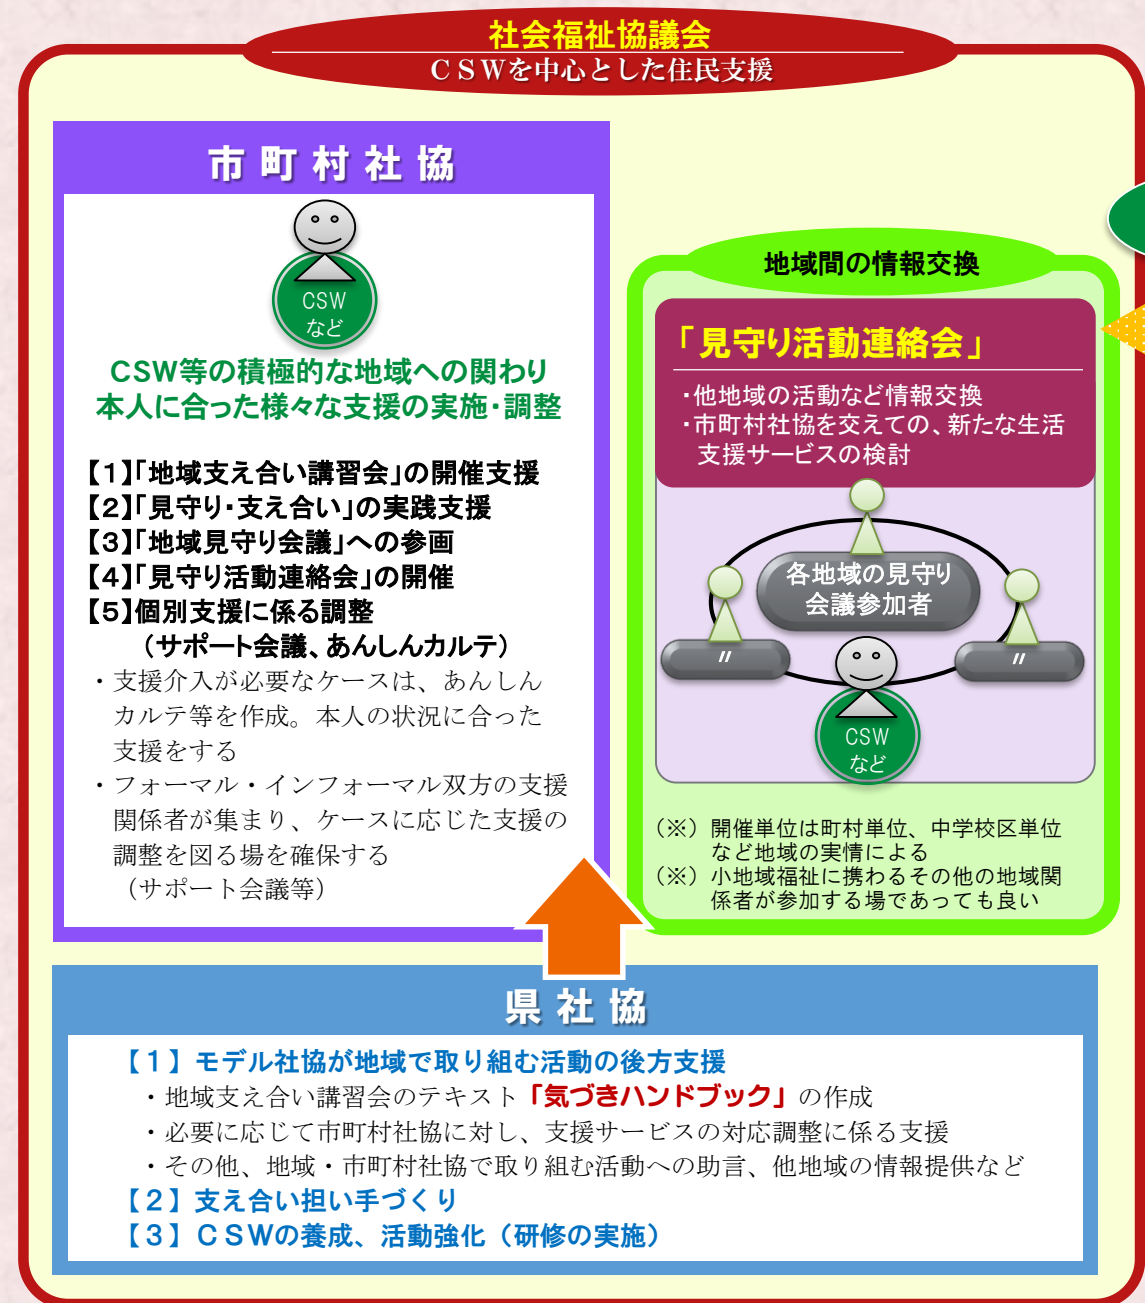 社会福祉協議会
ＣＳＷを中心とした住民支援
市町村社協
CSW
など
CSW等の積極的な地域への関わり
本人に合った様々な支援の実施・調整
【1】「地域支え合い講習会」の開催支援
【2】「見守り・支え合い」の実践支援
【3】「地域見守り会議」への参画
【4】「見守り活動連絡会」の開催
【5】個別支援に係る調整
（サポート会議、あんしんカルテ）
・支援介入が必要なケースは、あんしん
カルテ等を作成。本人の状況に合った
支援をする
・フォーマル・インフォーマル双方の支援
関係者が集まり、ケースに応じた支援の
調整を図る場を確保する
（サポート会議等）
地域間の情報交換
「見守り活動連絡会」
・他地域の活動など情報交換
・市町村社協を交えての、新たな生活
支援サービスの検討
各地域の見守り
会議参加者
〃
〃
CSW
など
（※）開催単位は町村単位、中学校区単位
など地域の実情による
（※）小地域福祉に携わるその他の地域関
係者が参加する場であっても良い
県社協
【１】モデル社協が地域で取り組む活動の後方支援
・地域支え合い講習会のテキスト「気づきハンドブック」の作成
・必要に応じて市町村社協に対し、支援サービスの対応調整に係る支援
・その他、地域・市町村社協で取り組む活動への助言、他地域の情報提供など
【２】支え合い担い手づくり
【３】ＣＳＷの養成、活動強化（研修の実施）